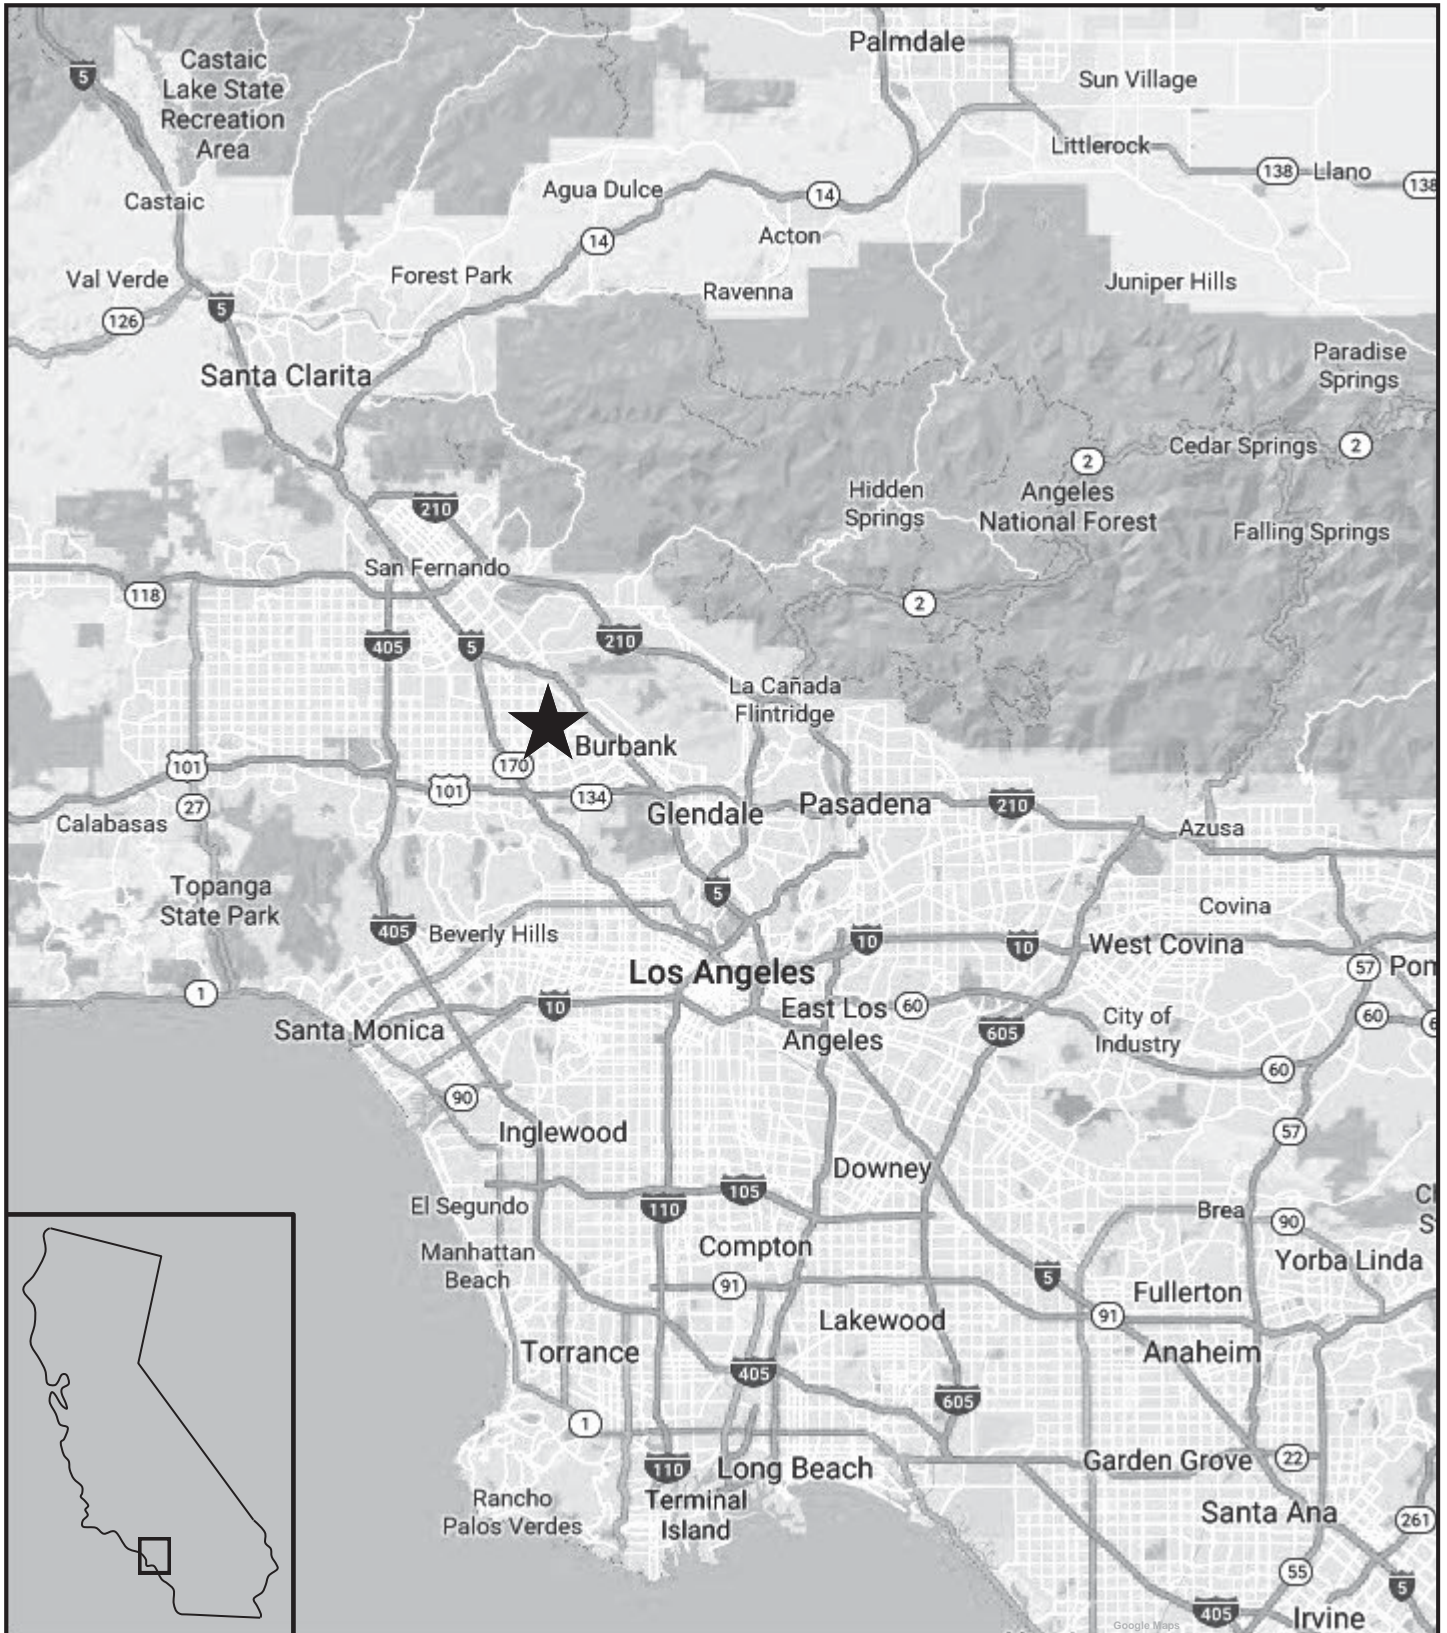 Palmdale
5
Castaic
Lake State
Recreation
Area
Sun Village
Littlerock
138
Llano
138
Castaic
Agua Dulce
14
14
Acton
Val Verde
Forest Park
Ravenna
Juniper Hills
126
5
Santa Clarita
Paradise
Springs
Cedar Springs
2
2
Hidden
Springs
Angeles
National Forest
Falling Springs
210
San Fernando
118
2
405
5
210
La Cañada
Flintridge
Burbank
170
101
101
134
27
Calabasas
Glendale
Pasadena
210
Azusa
Topanga
State Park
5
Covina
405
Beverly Hills
10
10
West Covina
Los Angeles
57
Pom
1
10
East Los
Angeles
60
City of
Industry
60
6
Santa Monica
605
60
90
Inglewood
57
Downey
El Segundo
110
105
Brea
90
C
S
Manhattan
Beach
Compton
Yorba Linda
91
5
Fullerton
Lakewood
91
Torrance
Anaheim
405
605
1
110
Long Beach
Garden Grove
22
Rancho
Palos Verdes
Terminal
Island
Santa Ana
261
55
5
405
Irvine
Google Maps